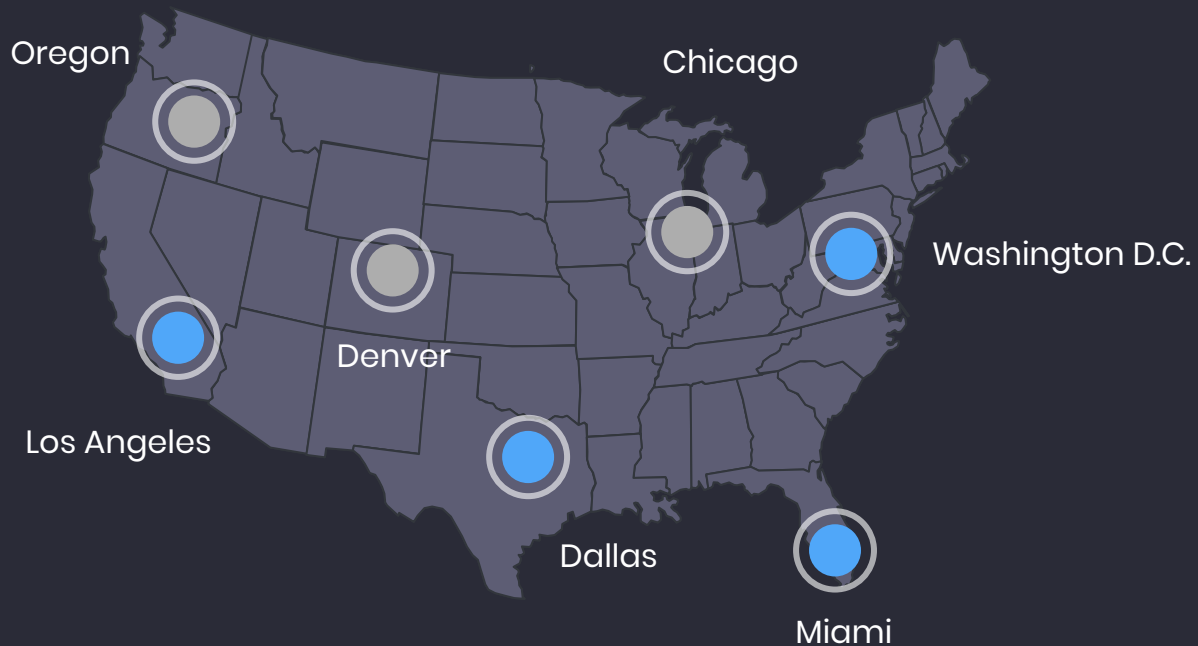 Oregon
Chicago
Washington D.C.
Denver
Los Angeles
Dallas
Miami